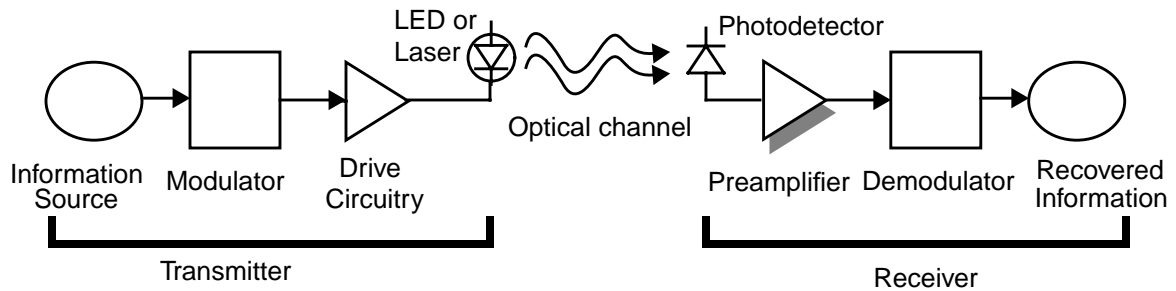 LED or
Laser
Photodetector
Optical channel
Information
Source
Modulator
Drive
Circuitry
Preamplifier
Demodulator
Recovered
Information
Transmitter
Receiver